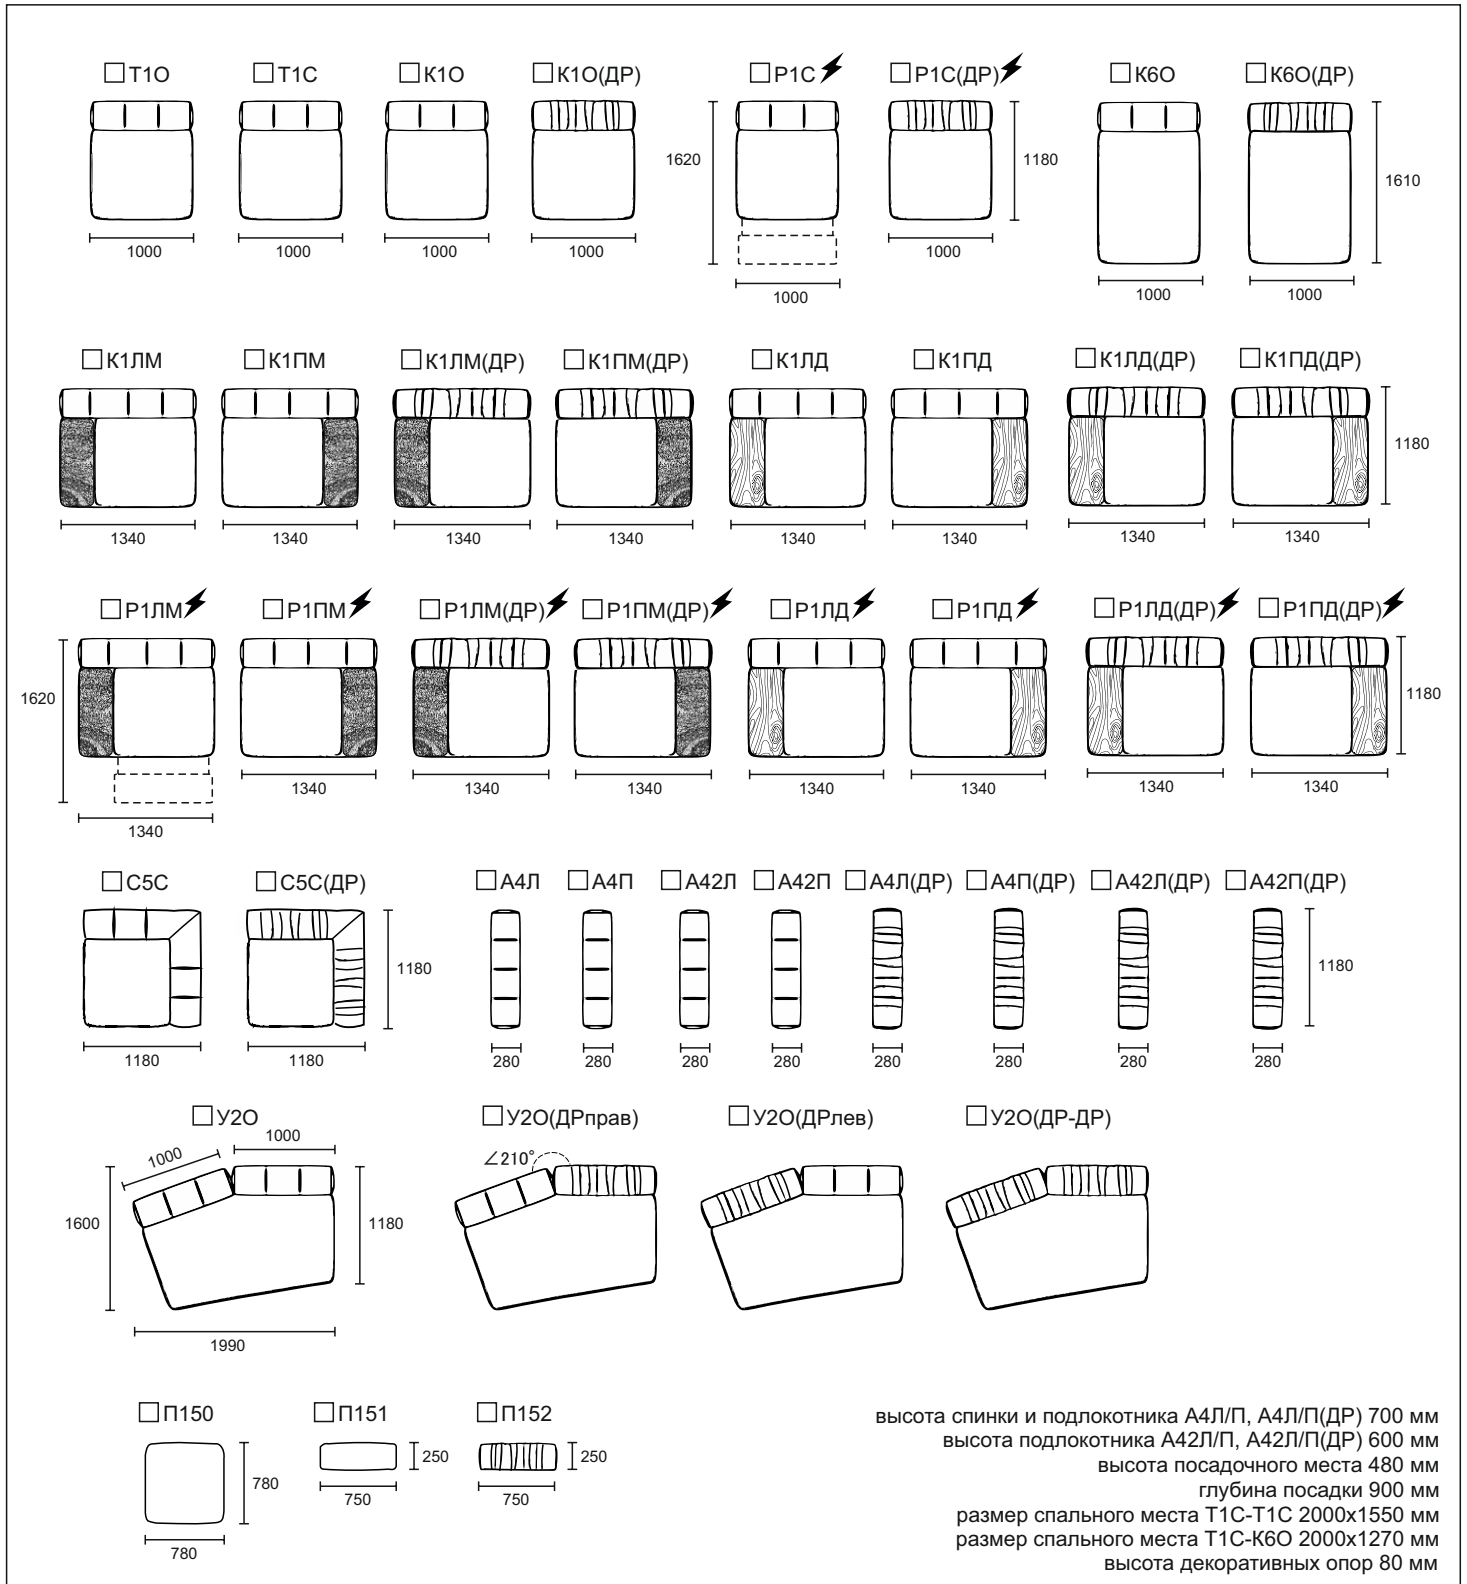 Т1О Т1С К1О К1О(ДР) Р1С Р1С(ДР) К6О К6О(ДР)
1620 1180 1610
1000 1000 1000 1000 1000 1000 1000 1000
К1ЛМ К1ПМ К1ЛМ(ДР) К1ПМ(ДР) К1ЛД К1ПД К1ЛД(ДР) К1ПД(ДР)
1180
1340 1340 1340 1340 1340 1340 1340 1340
Р1ЛМ Р1ПМ Р1ЛМ(ДР) Р1ПМ(ДР) Р1ЛД Р1ПД Р1ЛД(ДР) Р1ПД(ДР)
1620 1180
1340 1340 1340 1340 1340 1340 1340 1340
С5С С5С(ДР) А4Л А4П А42Л А42П А4Л(ДР) А4П(ДР) А42Л(ДР) А42П(ДР)
1180 1180
1180 1180 280 280 280 280 280 280 280 280
У2О У2О(ДРправ) У2О(ДРлев) У2О(ДР-ДР)
1000 1000 ∠210°
1600 1180
1990
П150 П151 П152
780 250 250
750 750
780
высота спинки и подлокотника А4Л/П, А4Л/П(ДР) 700 мм
высота подлокотника А42Л/П, А42Л/П(ДР) 600 мм
высота посадочного места 480 мм
глубина посадки 900 мм
размер спального места Т1С-Т1С 2000х1550 мм
размер спального места Т1С-К6О 2000х1270 мм
высота декоративных опор 80 мм